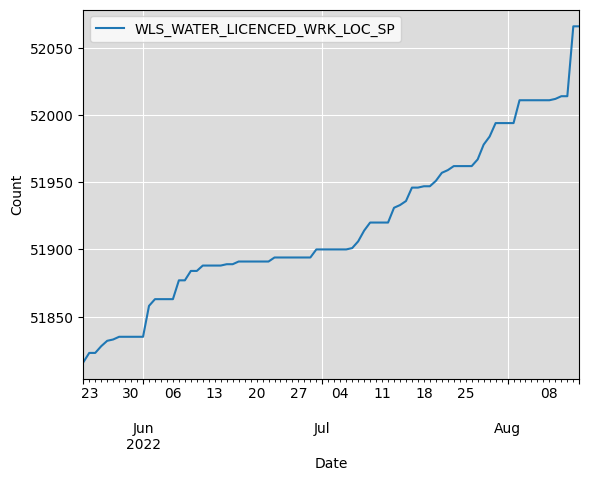 WLS_WATER_LICENCED_WRK_LOC_SP
52050
52000
51950
51900
51850
Count
23 30 06 13 20 27 04 11 18 25 08
Jun Jul Aug
2022
Date